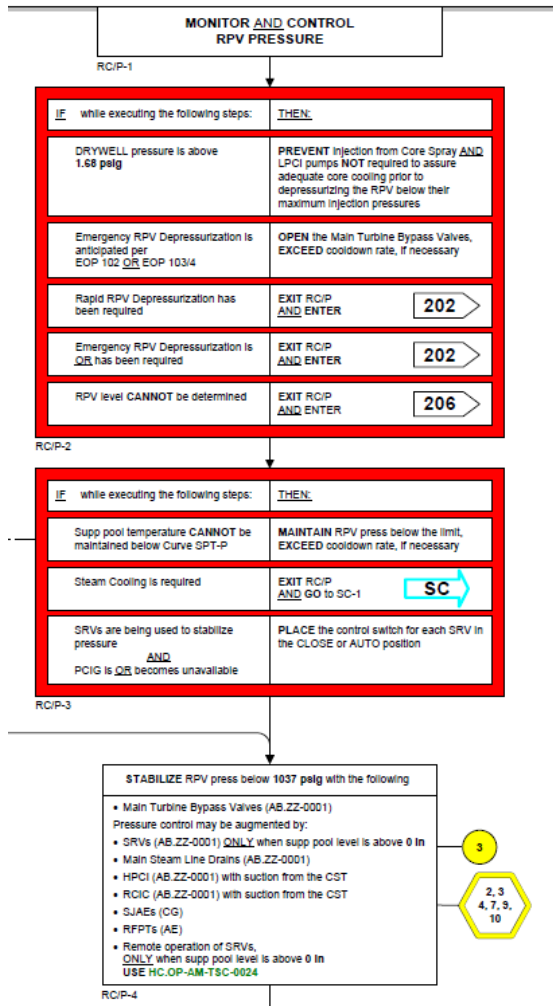 MONITOR AND CONTROL
RPV PRESSURE
RC/P-1
IF while executing the following steps:
THEN:
DRYWELL pressure is above
1.68 psig
PREVENT injection from Core Spray AND
LPCI pumps NOT required to assure
adequate core cooling prior to
depressurizing the RPV below their
maximum injection pressures
Emergency RPV Depressurization is
anticipated per
EOP 102 OR EOP 103/4
OPEN the Main Turbine Bypass Valves,
EXCEED cooldown rate, if necessary
Rapid RPV Depressurization has
been required
EXIT RC/P
AND ENTER
202
Emergency RPV Depressurization is
OR has been required
EXIT RC/P
AND ENTER
202
RPV level CANNOT be determined
EXIT RC/P
AND ENTER
206
RC/P-2
IF while executing the following steps:
THEN:
Supp pool temperature CANNOT be
maintained below Curve SPT-P
MAINTAIN RPV press below the limit,
EXCEED cooldown rate, if necessary
Steam Cooling is required
EXIT RC/P
AND GO to SC-1
SC
SRVs are being used to stabilize
pressure
AND
PCIG is OR becomes unavailable
PLACE the control switch for each SRV in
the CLOSE or AUTO position
RC/P-3
STABILIZE RPV press below 1037 psig with the following
• Main Turbine Bypass Valves (AB.ZZ-0001)
Pressure control may be augmented by:
• SRVs (AB.ZZ-0001) ONLY when supp pool level is above 0 in
• Main Steam Line Drains (AB.ZZ-0001)
• HPCI (AB.ZZ-0001) with suction from the CST
• RCIC (AB.ZZ-0001) with suction from the CST
• SJAEs (CG)
• RFPTs (AE)
• Remote operation of SRVs,
ONLY when supp pool level is above 0 in
USE HC.OP-AM-TSC-0024
3
2, 3
4, 7, 9,
10
RC/P-4